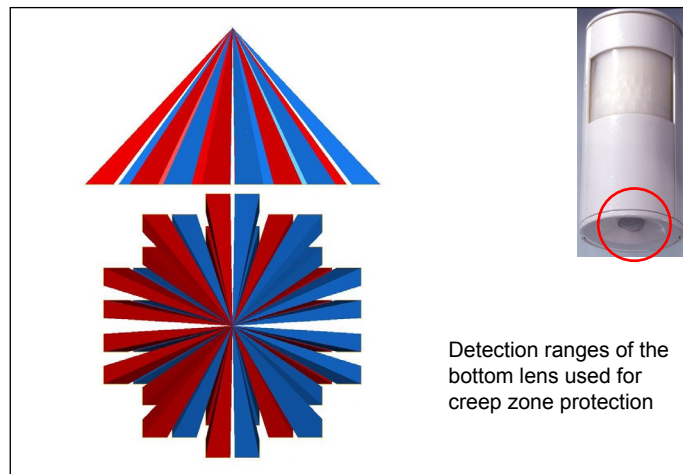 Detection ranges of the
bottom lens used for
creep zone protection